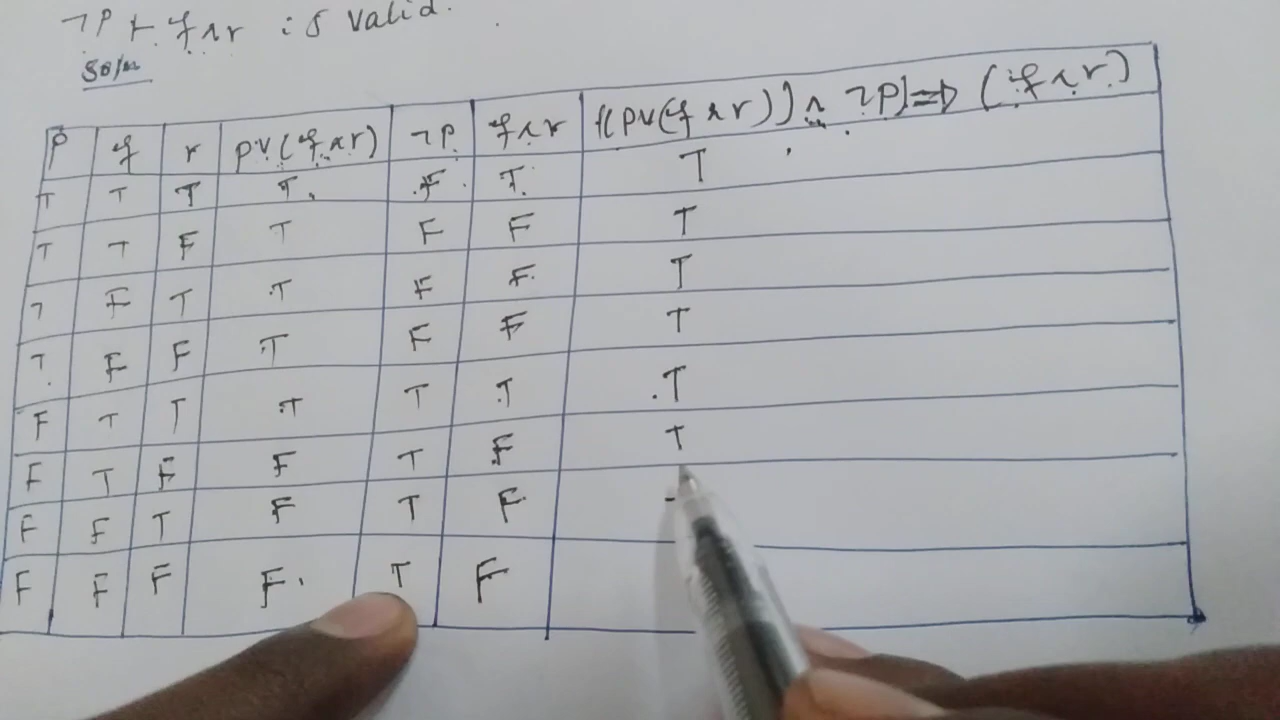 ¬P ⊢ q ∧ r is valid.
Soln
P q r P∨(q∧r) ¬P q∧r [(P∨(q∧r)) ∧ ¬P] ⇒ (q∧r)
T T T T F T T
T T F T F F T
T F T T F F T
T F F T F F T
F T T T T T T
F T F F T F T
F F T F T F
F F F F T F